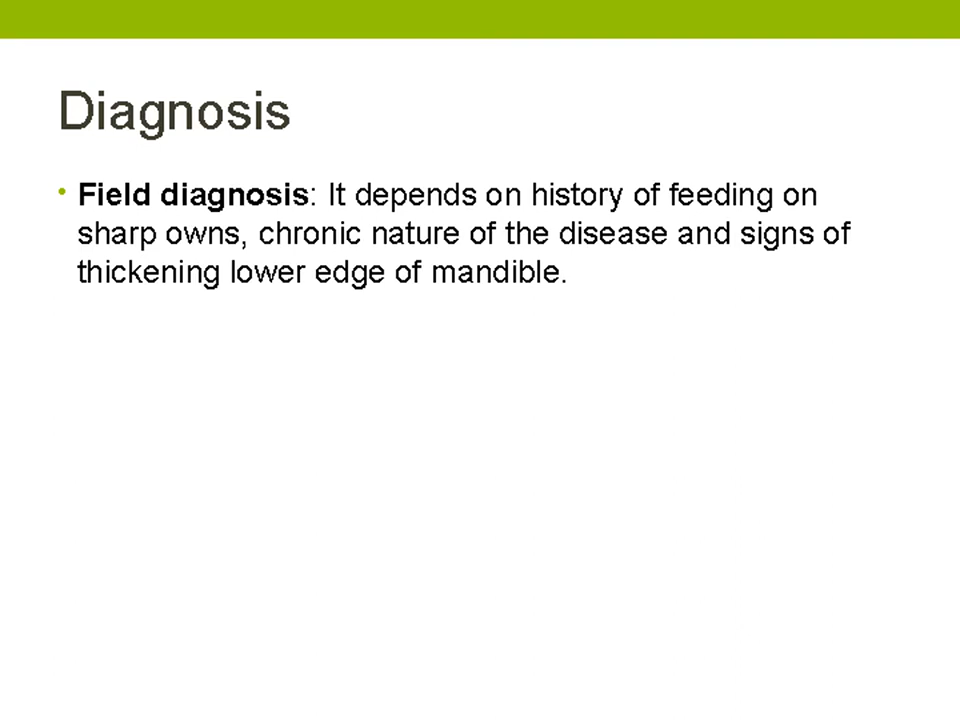 Diagnosis
• Field diagnosis: It depends on history of feeding on
sharp owns, chronic nature of the disease and signs of
thickening lower edge of mandible.